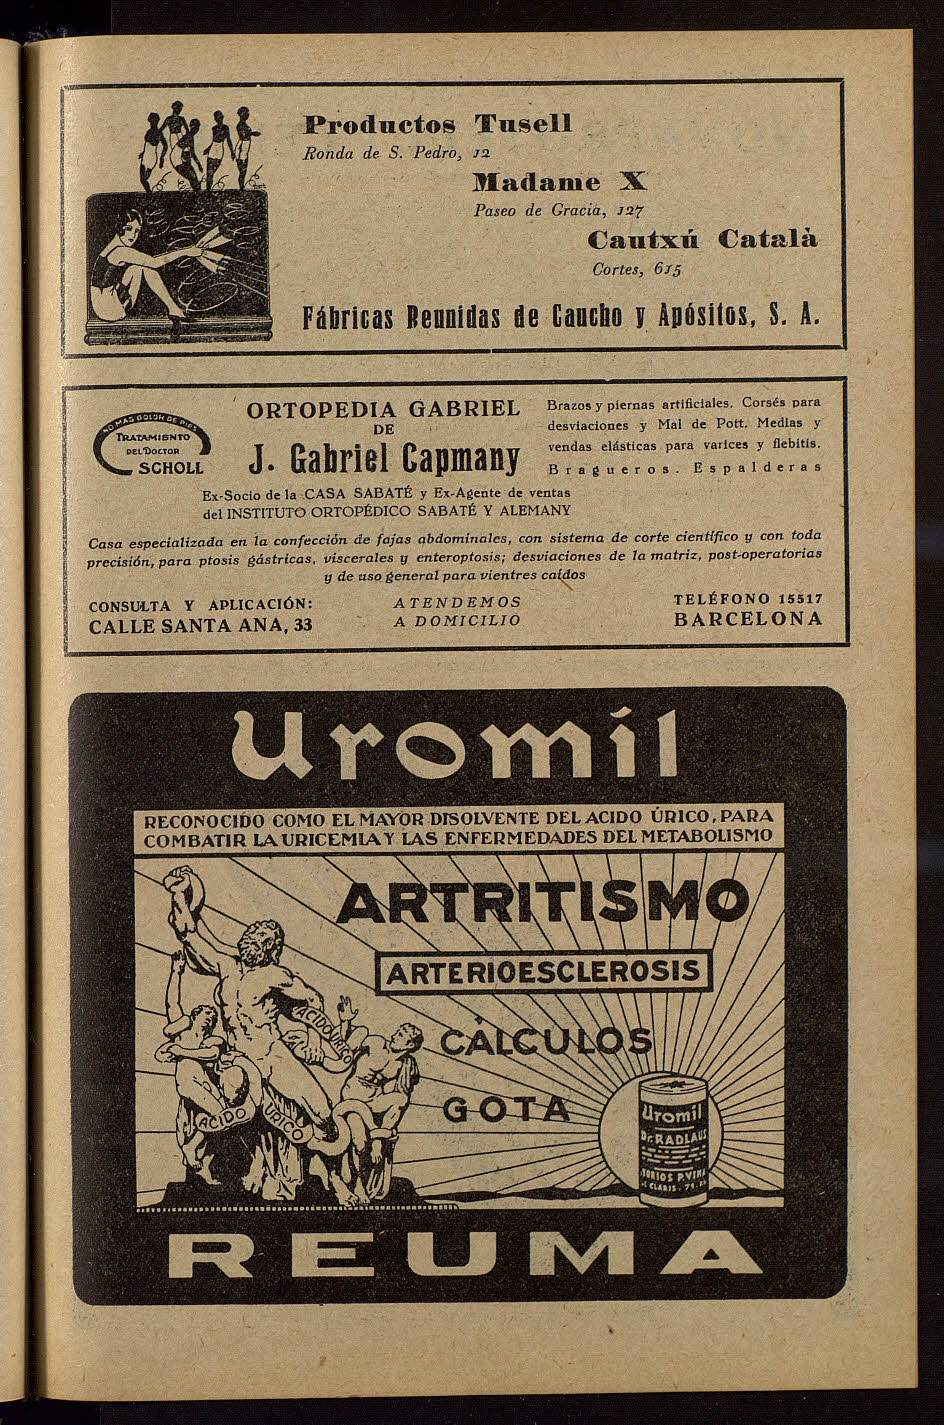 Productos Tusell
Ronda de S. Pedro, 12
Madame X
Paseo de Gracia, 127
Cautxú Català
Cortes, 615
Fábricas Reunidas de Caucho y Apósitos, S. A.
NO MAS DOLOR DE PIES
TRATAMIENTO
DEL DOCTOR
SCHOLL
ORTOPEDIA GABRIEL
DE
J. Gabriel Capmany
Brazos y piernas artificiales. Corsés para
desviaciones y Mal de Pott. Medias y
vendas elásticas para varices y flebitis.
Bragueros. Espalderas
Ex-Socio de la CASA SABATÉ y Ex-Agente de ventas
del INSTITUTO ORTOPÉDICO SABATÉ Y ALEMANY
Casa especializada en la confección de fajas abdominales, con sistema de corte científico y con toda
precisión, para ptosis gástricas, viscerales y enteroptosis; desviaciones de la matriz, post-operatorias
y de uso general para vientres caídos
CONSULTA Y APLICACIÓN:
CALLE SANTA ANA, 33
ATENDEMOS
A DOMICILIO
TELÉFONO 15517
BARCELONA
Uromil
RECONOCIDO COMO EL MAYOR DISOLVENTE DEL ACIDO ÚRICO, PARA
COMBATIR LA URICEMIA Y LAS ENFERMEDADES DEL METABOLISMO
ARTRITISMO
ARTERIOESCLEROSIS
CÁLCULOS
GOTA
ACIDO URICO
ACIDO
URICO
Uromil
Dr. RADLAUS
TORIOS P. VIÑA
CLARIS. 71.
REUMA